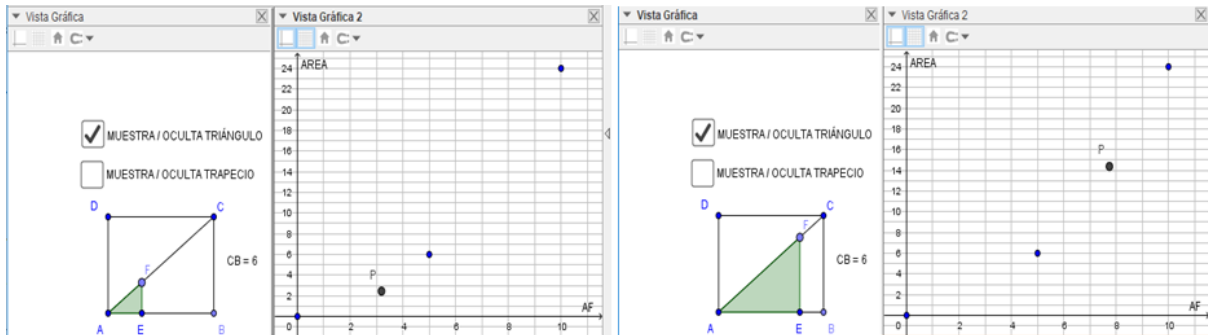 Vista Gráfica
Vista Gráfica 2
MUESTRA / OCULTA TRIÁNGULO
MUESTRA / OCULTA TRAPECIO
D
C
F
CB = 6
A
E
B
AREA
24
22
20
18
16
14
12
10
8
6
4
2
0
P
AF
2
4
6
8
10
Vista Gráfica
Vista Gráfica 2
MUESTRA / OCULTA TRIÁNGULO
MUESTRA / OCULTA TRAPECIO
D
C
F
CB = 6
A
E
B
AREA
24
22
20
18
16
14
12
10
8
6
4
2
0
P
AF
2
4
6
8
10